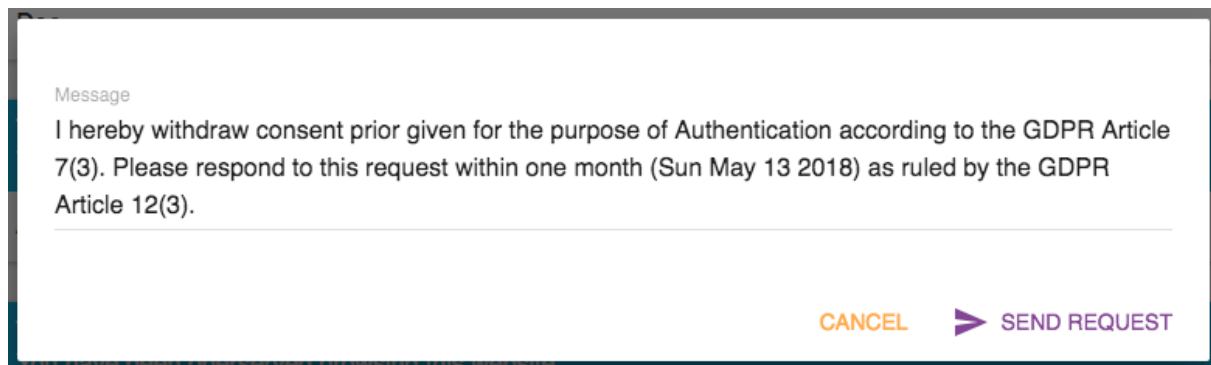 Message
I hereby withdraw consent prior given for the purpose of Authentication according to the GDPR Article
7(3). Please respond to this request within one month (Sun May 13 2018) as ruled by the GDPR
Article 12(3).
CANCEL
SEND REQUEST